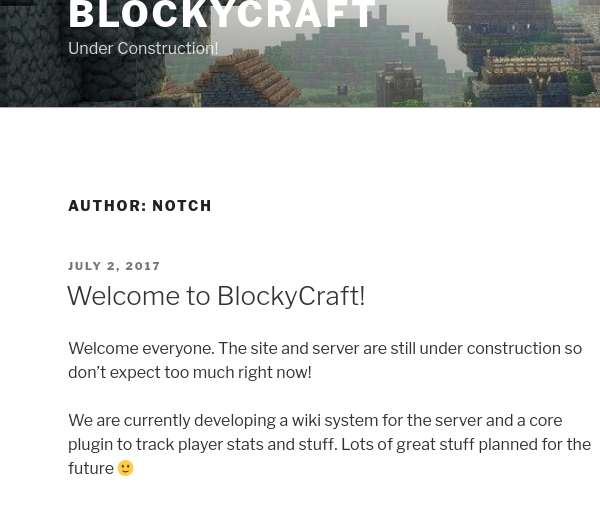 BLOCKYCRAFT
Under Construction!
AUTHOR: NOTCH
JULY 2, 2017
Welcome to BlockyCraft!
Welcome everyone. The site and server are still under construction so
don’t expect too much right now!
We are currently developing a wiki system for the server and a core
plugin to track player stats and stuff. Lots of great stuff planned for the
future 🙂